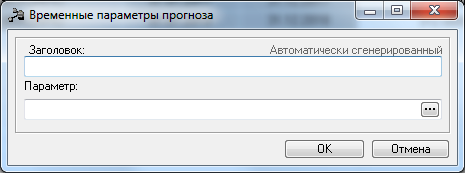 Временные параметры прогноза
Заголовок: Автоматически сгенерированный
Параметр:
...
OK Отмена